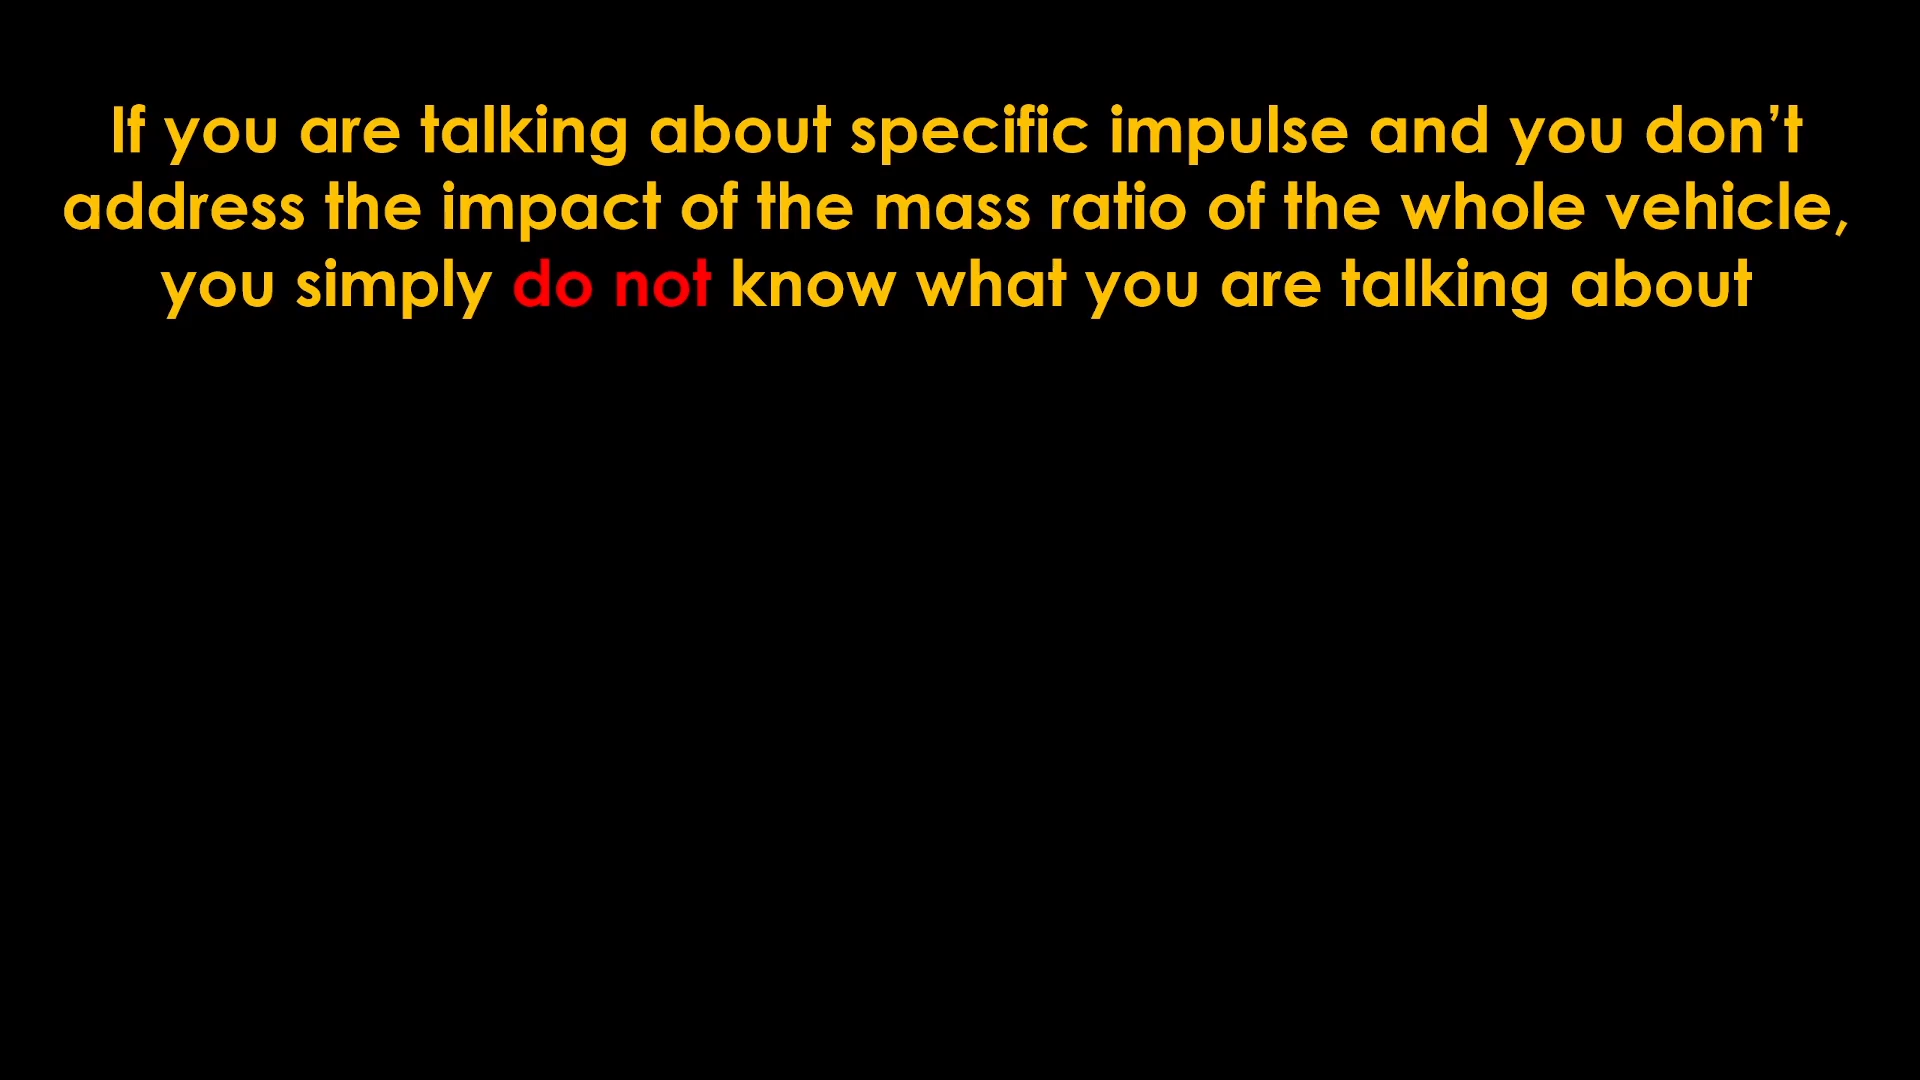 If you are talking about specific impulse and you don’t
address the impact of the mass ratio of the whole vehicle,
you simply do not know what you are talking about